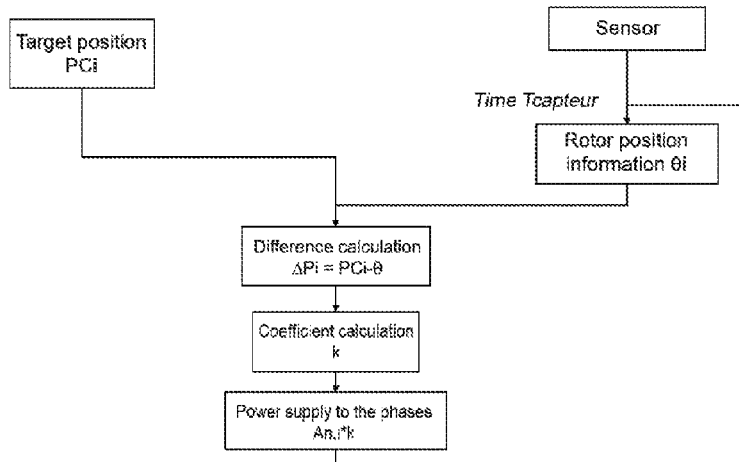 Target position
PCi
Sensor
Time Tcapteur
Rotor position
information θi
Difference calculation
ΔPi = PCi-θ
Coefficient calculation
k
Power supply to the phases
An,i*k